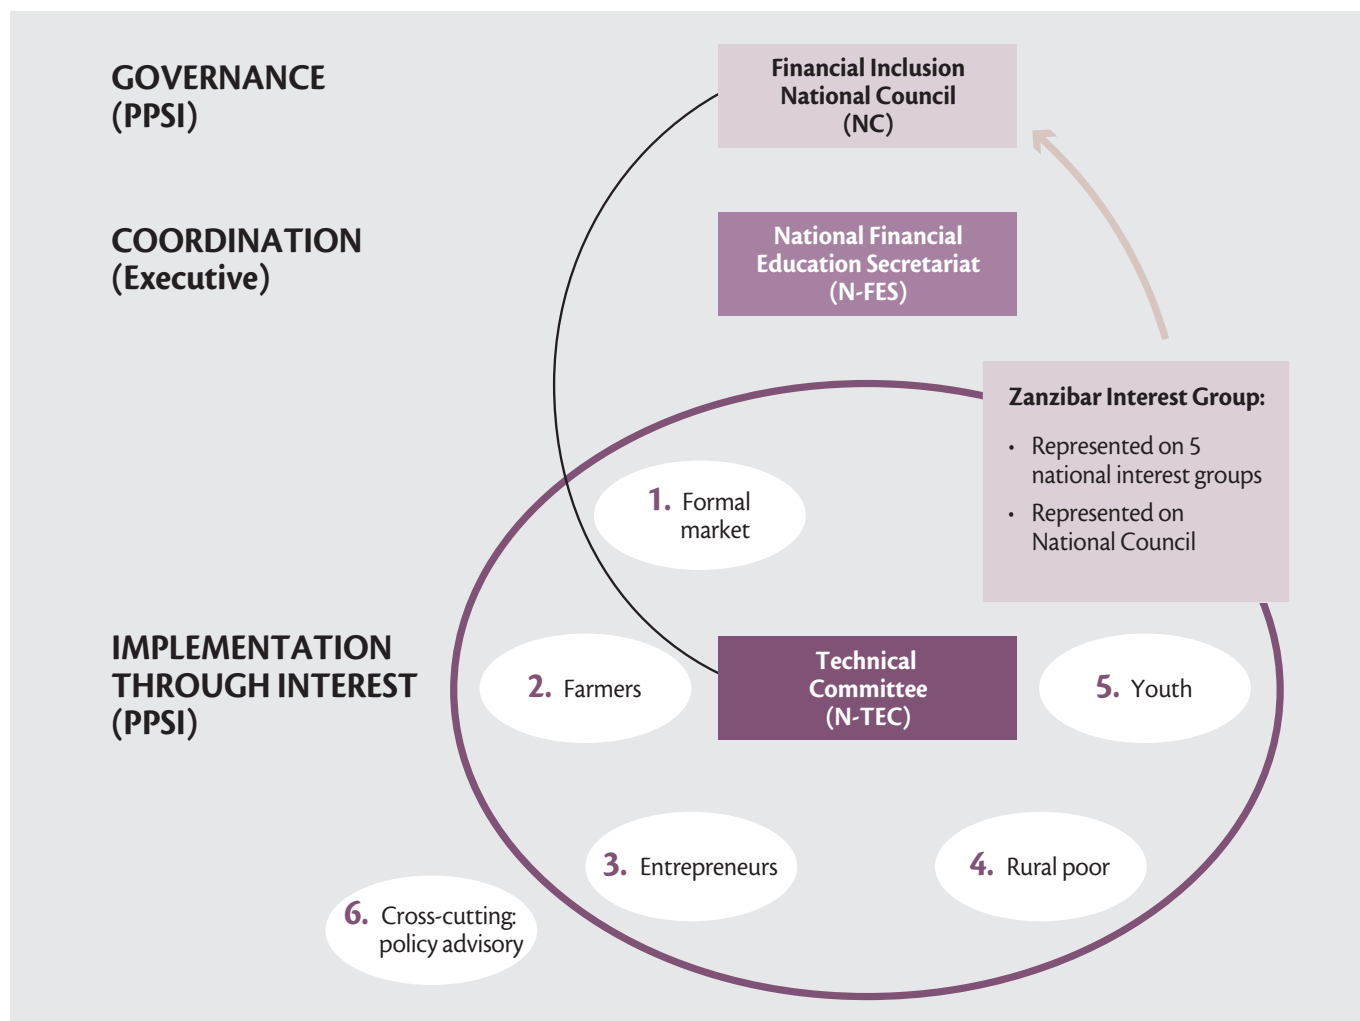 GOVERNANCE
(PPSI)
Financial Inclusion
National Council
(NC)
COORDINATION
(Executive)
National Financial
Education Secretariat
(N-FES)
Zanzibar Interest Group:
• Represented on 5
national interest groups
• Represented on
National Council
1. Formal
market
IMPLEMENTATION
THROUGH INTEREST
(PPSI)
2. Farmers
Technical
Committee
(N-TEC)
5. Youth
3. Entrepreneurs
4. Rural poor
6. Cross-cutting:
policy advisory